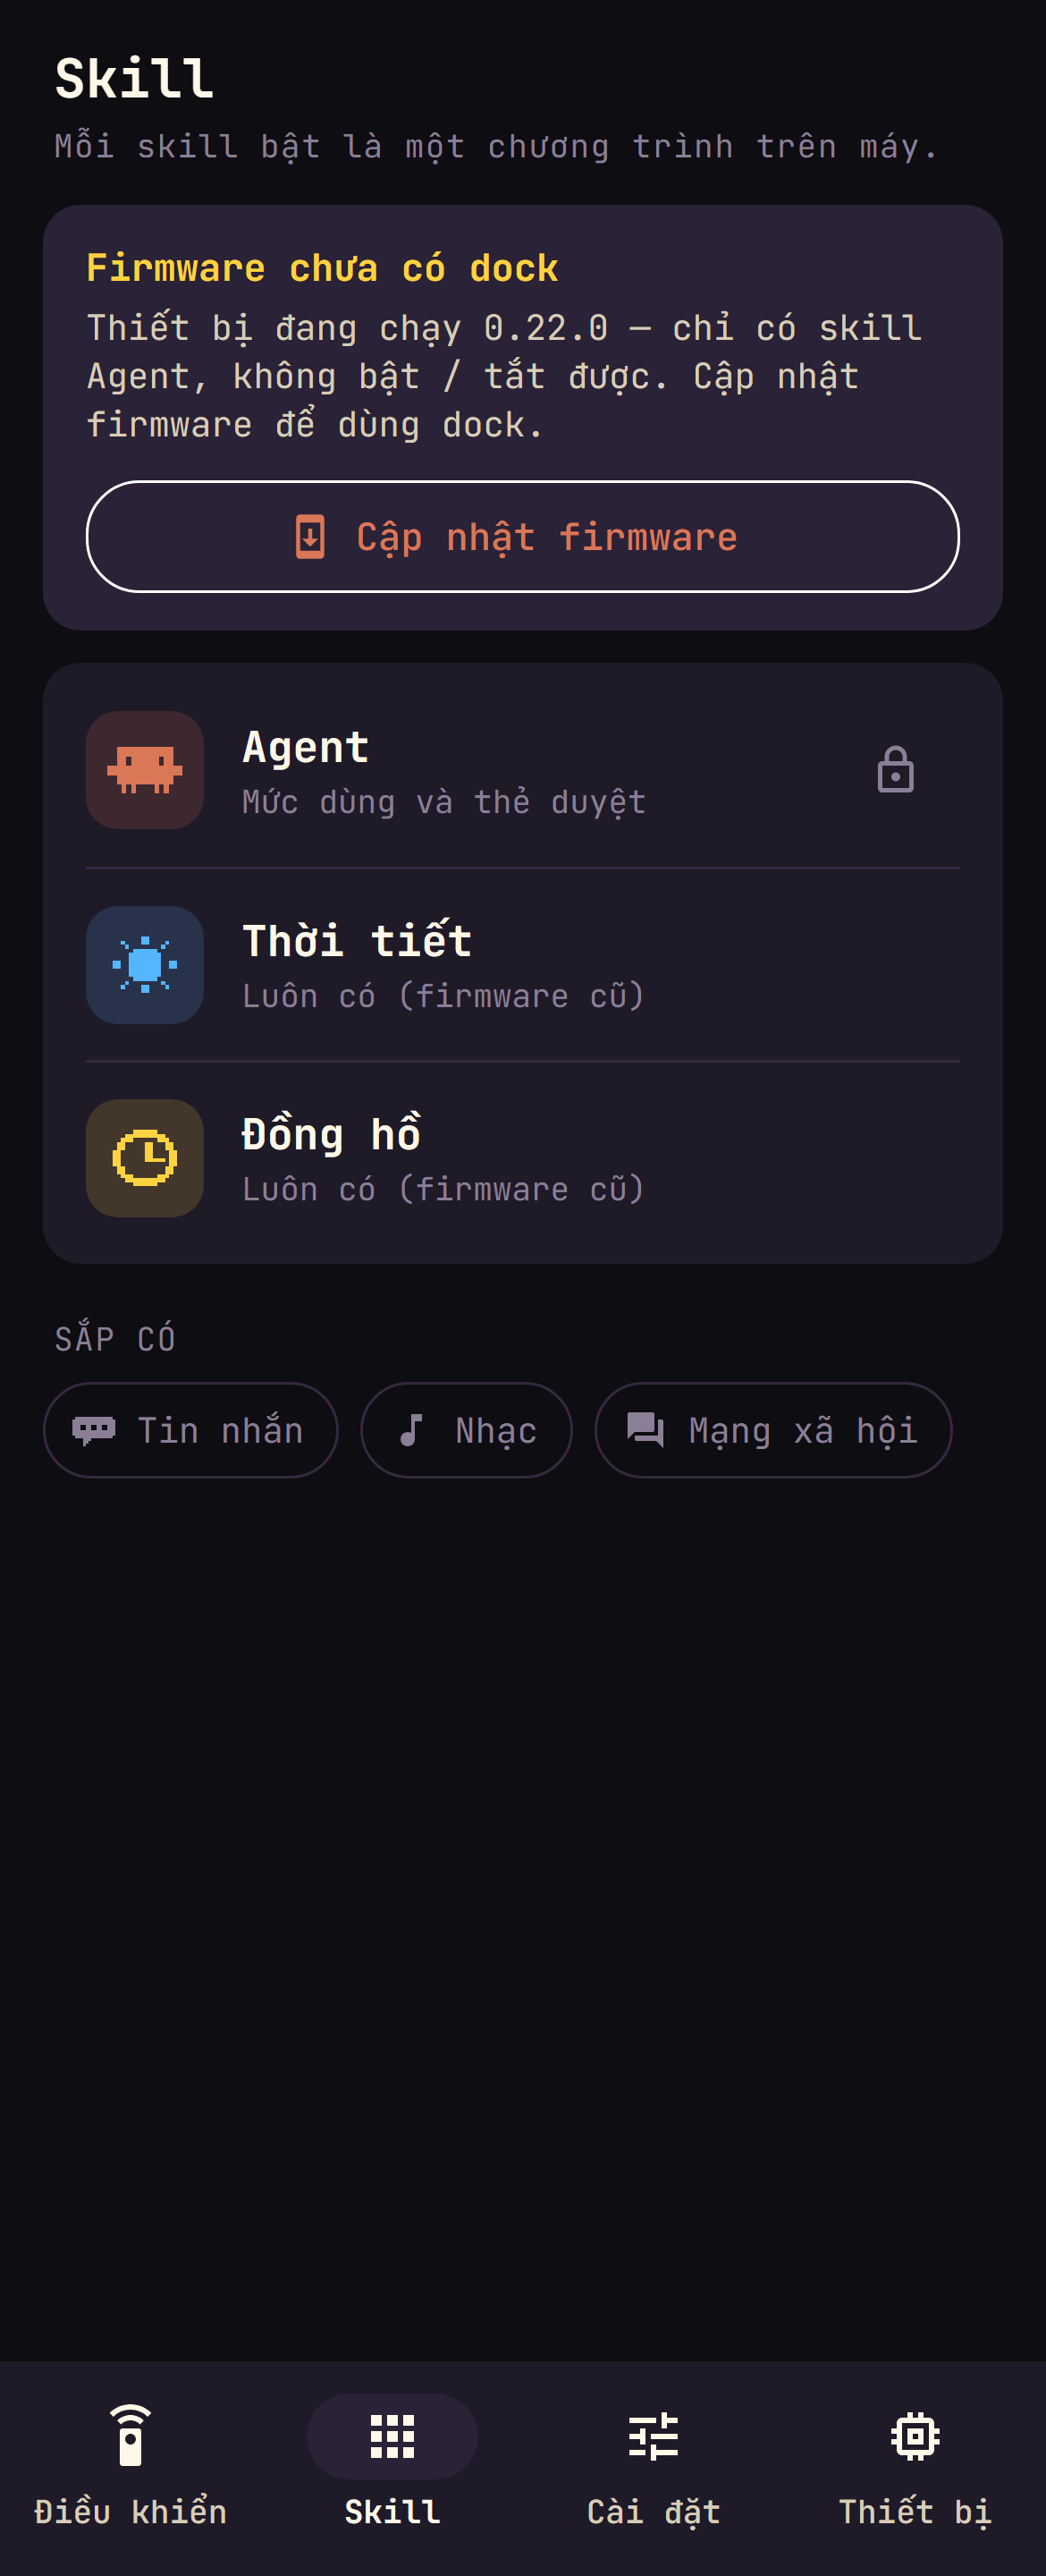 Skill
Mỗi skill bật là một chương trình trên máy.
Firmware chưa có dock
Thiết bị đang chạy 0.22.0 — chỉ có skill
Agent, không bật / tắt được. Cập nhật
firmware để dùng dock.
Cập nhật firmware
Agent
Mức dùng và thẻ duyệt
Thời tiết
Luôn có (firmware cũ)
Đồng hồ
Luôn có (firmware cũ)
SẮP CÓ
Tin nhắn
Nhạc
Mạng xã hội
Điều khiển
Skill
Cài đặt
Thiết bị